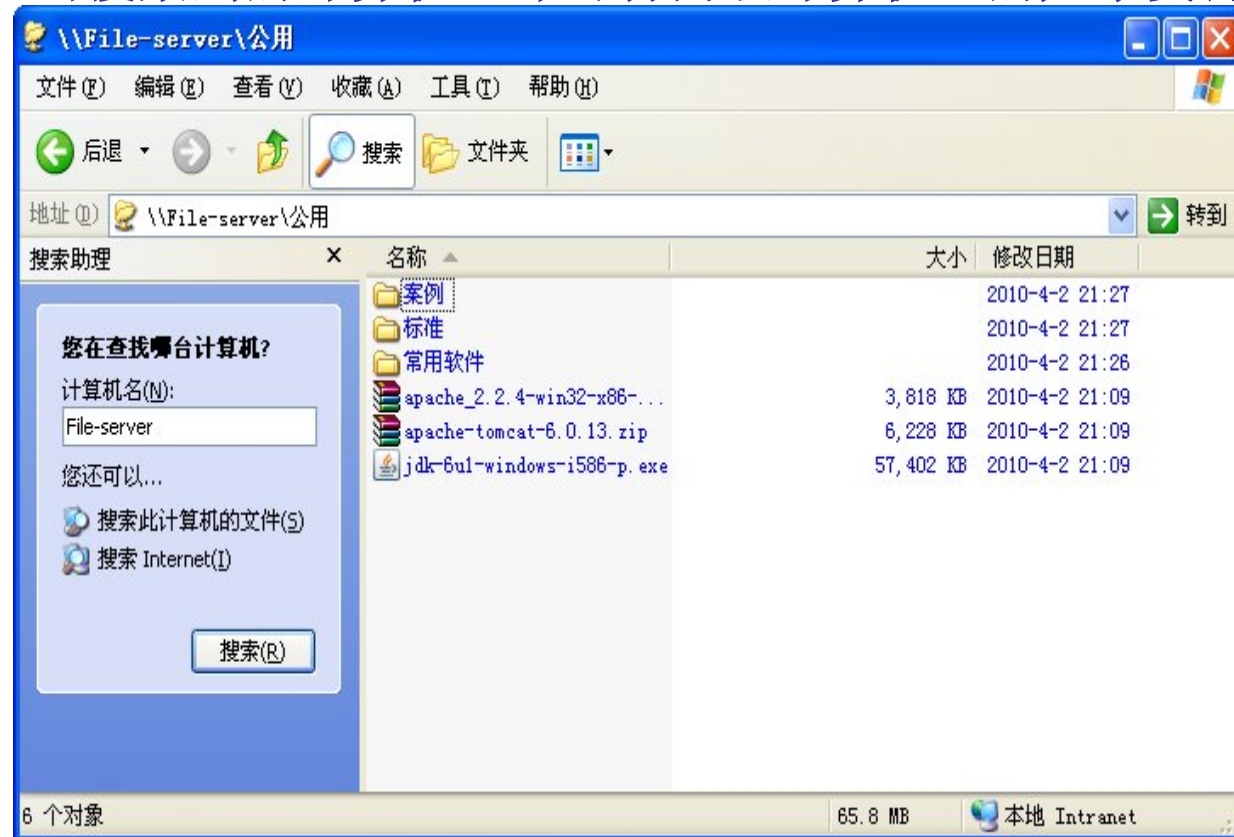 \\File-server\公用
文件(F) 编辑(E) 查看(V) 收藏(A) 工具(T) 帮助(H)
后退 搜索 文件夹
地址(D) \\File-server\公用 转到
搜索助理
您在查找哪台计算机?
计算机名(N):
File-server
您还可以...
搜索此计算机的文件(S)
搜索 Internet(I)
搜索(R)
名称 大小 修改日期
案例 2010-4-2 21:27
标准 2010-4-2 21:27
常用软件 2010-4-2 21:26
apache_2.2.4-win32-x86-... 3,818 KB 2010-4-2 21:09
apache-tomcat-6.0.13.zip 6,228 KB 2010-4-2 21:09
jdk-6u1-windows-i586-p.exe 57,402 KB 2010-4-2 21:09
6 个对象 65.8 MB 本地 Intranet